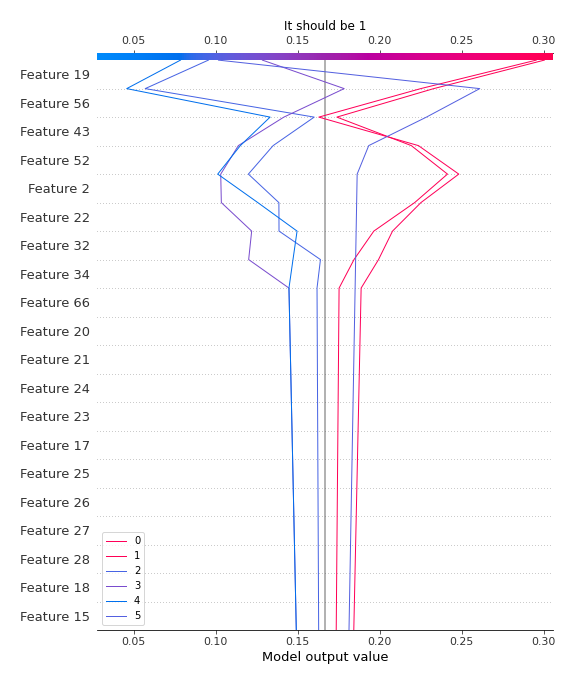 It should be 1
0.05 0.10 0.15 0.20 0.25 0.30
Feature 19
Feature 56
Feature 43
Feature 52
Feature 2
Feature 22
Feature 32
Feature 34
Feature 66
Feature 20
Feature 21
Feature 24
Feature 23
Feature 17
Feature 25
Feature 26
Feature 27
Feature 28
Feature 18
Feature 15
0
1
2
3
4
5
0.05 0.10 0.15 0.20 0.25 0.30
Model output value